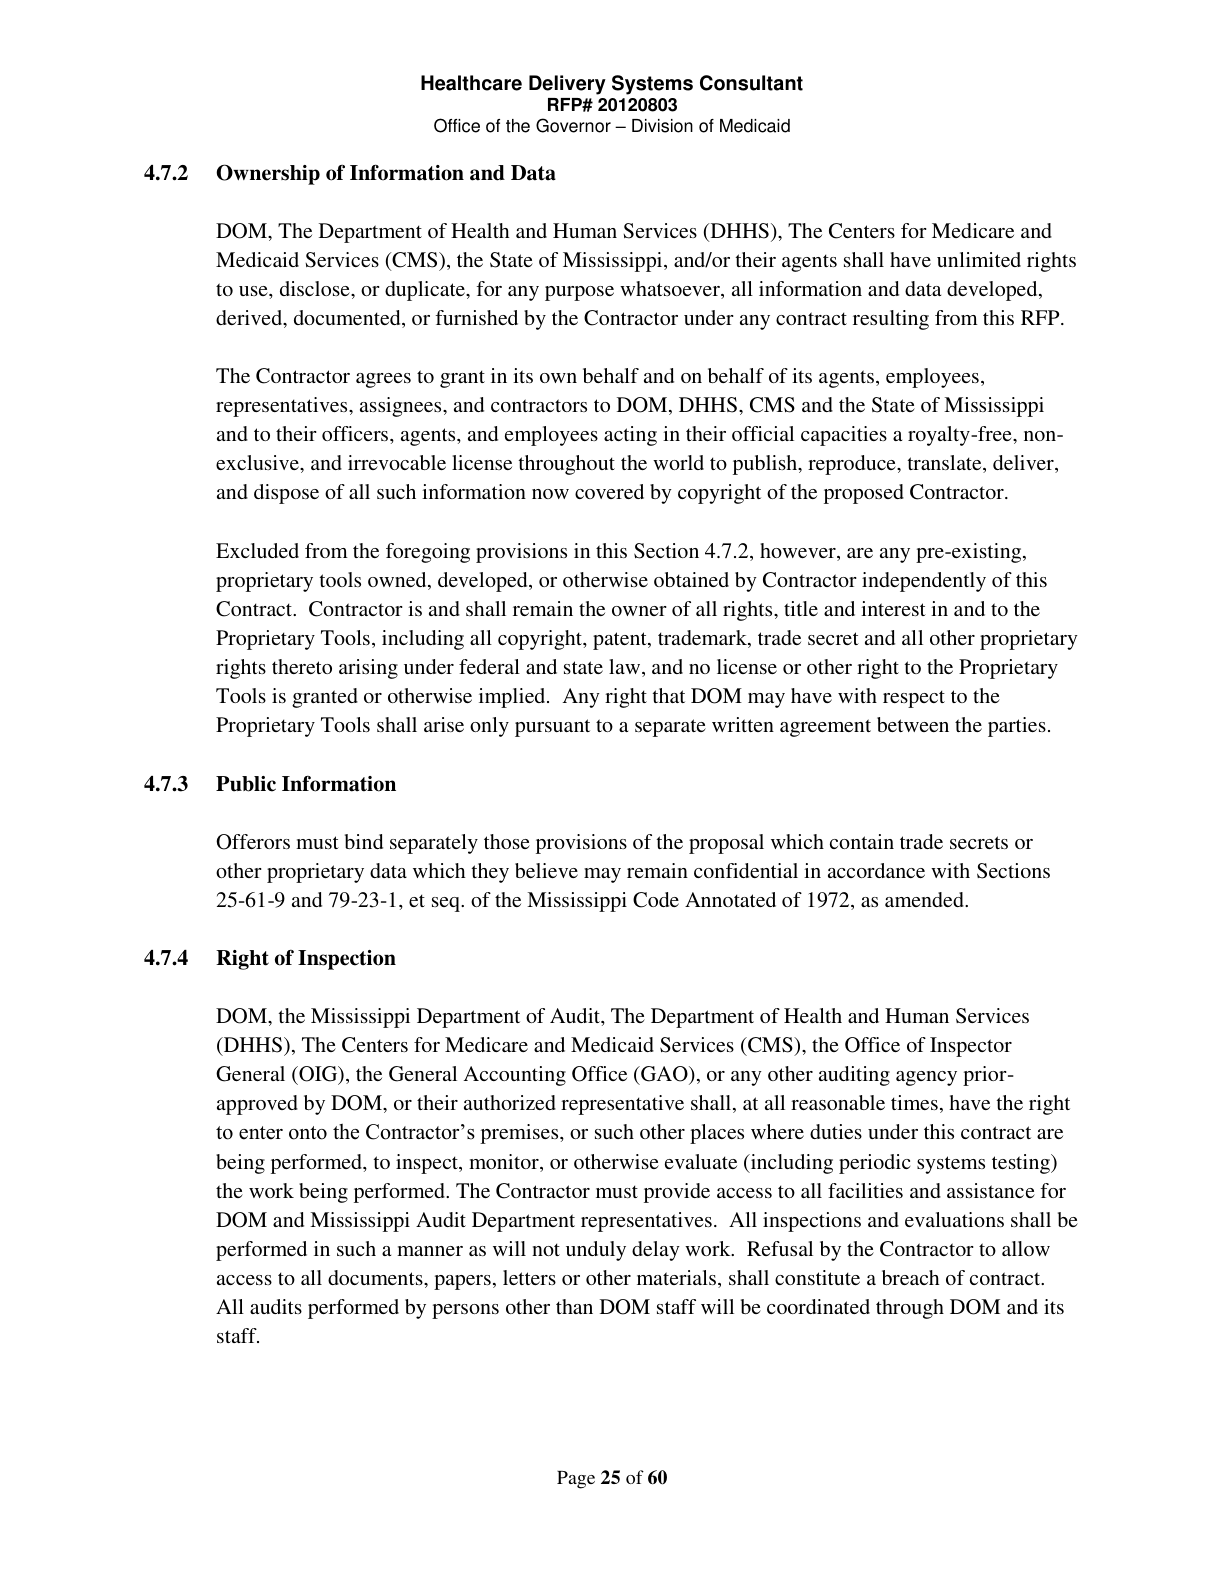 Healthcare Delivery Systems Consultant
RFP# 20120803
Office of the Governor – Division of Medicaid
4.7.2 Ownership of Information and Data
DOM, The Department of Health and Human Services (DHHS), The Centers for Medicare and
Medicaid Services (CMS), the State of Mississippi, and/or their agents shall have unlimited rights
to use, disclose, or duplicate, for any purpose whatsoever, all information and data developed,
derived, documented, or furnished by the Contractor under any contract resulting from this RFP.
The Contractor agrees to grant in its own behalf and on behalf of its agents, employees,
representatives, assignees, and contractors to DOM, DHHS, CMS and the State of Mississippi
and to their officers, agents, and employees acting in their official capacities a royalty-free, non-
exclusive, and irrevocable license throughout the world to publish, reproduce, translate, deliver,
and dispose of all such information now covered by copyright of the proposed Contractor.
Excluded from the foregoing provisions in this Section 4.7.2, however, are any pre-existing,
proprietary tools owned, developed, or otherwise obtained by Contractor independently of this
Contract.  Contractor is and shall remain the owner of all rights, title and interest in and to the
Proprietary Tools, including all copyright, patent, trademark, trade secret and all other proprietary
rights thereto arising under federal and state law, and no license or other right to the Proprietary
Tools is granted or otherwise implied.  Any right that DOM may have with respect to the
Proprietary Tools shall arise only pursuant to a separate written agreement between the parties.
4.7.3 Public Information
Offerors must bind separately those provisions of the proposal which contain trade secrets or
other proprietary data which they believe may remain confidential in accordance with Sections
25-61-9 and 79-23-1, et seq. of the Mississippi Code Annotated of 1972, as amended.
4.7.4 Right of Inspection
DOM, the Mississippi Department of Audit, The Department of Health and Human Services
(DHHS), The Centers for Medicare and Medicaid Services (CMS), the Office of Inspector
General (OIG), the General Accounting Office (GAO), or any other auditing agency prior-
approved by DOM, or their authorized representative shall, at all reasonable times, have the right
to enter onto the Contractor’s premises, or such other places where duties under this contract are
being performed, to inspect, monitor, or otherwise evaluate (including periodic systems testing)
the work being performed. The Contractor must provide access to all facilities and assistance for
DOM and Mississippi Audit Department representatives.  All inspections and evaluations shall be
performed in such a manner as will not unduly delay work.  Refusal by the Contractor to allow
access to all documents, papers, letters or other materials, shall constitute a breach of contract.
All audits performed by persons other than DOM staff will be coordinated through DOM and its
staff.
Page 25 of 60